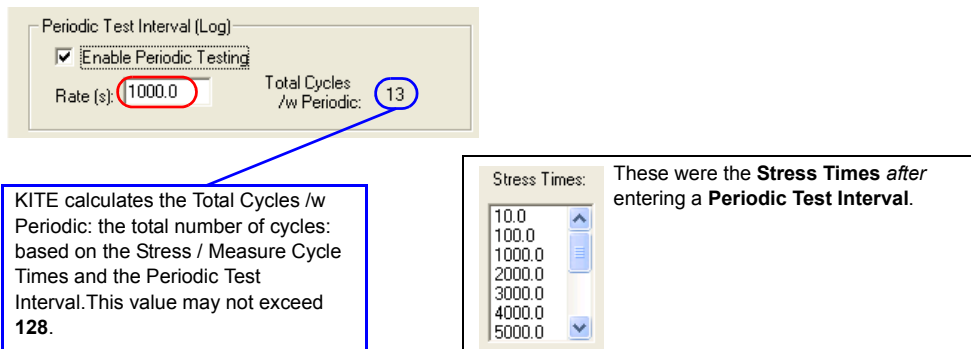 Periodic Test Interval (Log)
Enable Periodic Testing
Rate (s): 1000.0
Total Cycles
/w Periodic: 13
KITE calculates the Total Cycles /w
Periodic: the total number of cycles:
based on the Stress / Measure Cycle
Times and the Periodic Test
Interval.This value may not exceed
128.
Stress Times:
10.0
100.0
1000.0
2000.0
3000.0
4000.0
5000.0
These were the Stress Times after
entering a Periodic Test Interval.